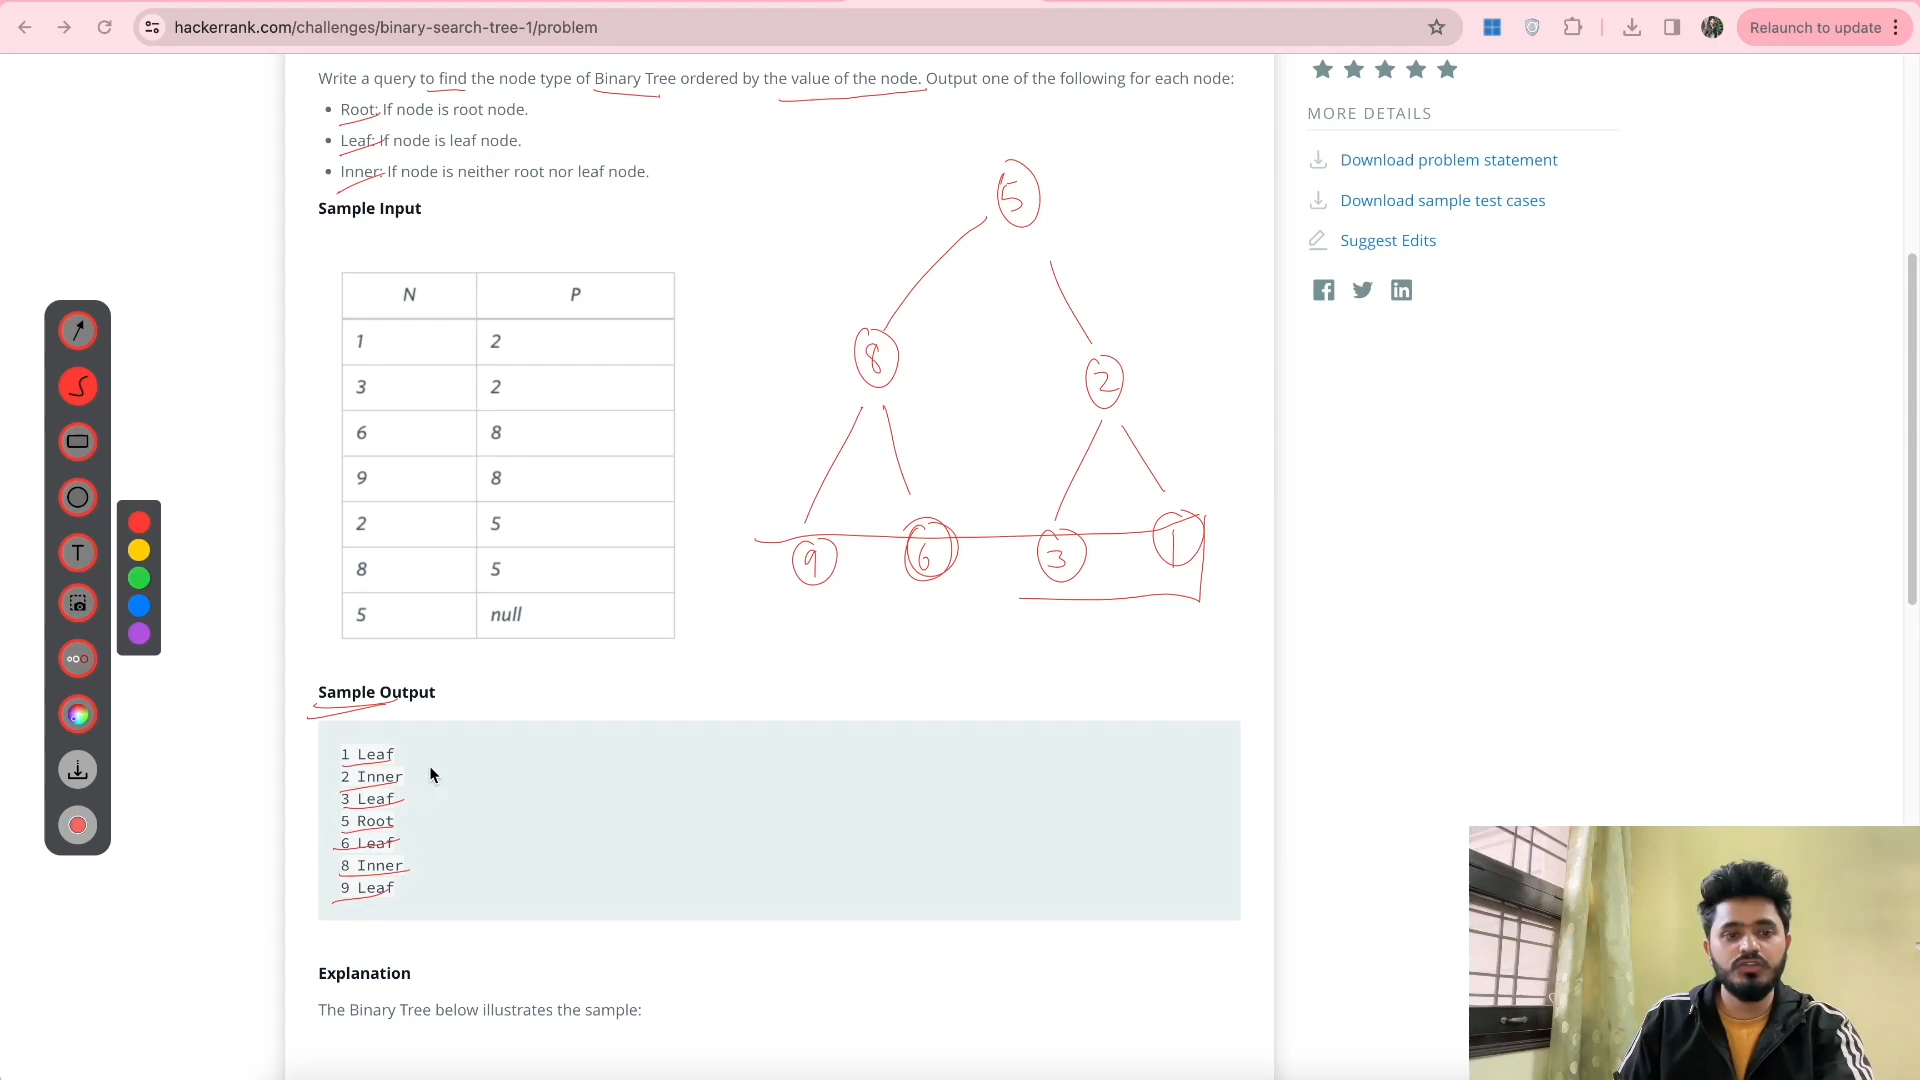 hackerrank.com/challenges/binary-search-tree-1/problem
Relaunch to update
Write a query to find the node type of Binary Tree ordered by the value of the node. Output one of the following for each node:
• Root: If node is root node.
• Leaf: If node is leaf node.
• Inner: If node is neither root nor leaf node.
Sample Input
N P
1 2
3 2
6 8
9 8
2 5
8 5
5 null
5
8
2
9 6 3 1
Sample Output
1 Leaf
2 Inner
3 Leaf
5 Root
6 Leaf
8 Inner
9 Leaf
Explanation
The Binary Tree below illustrates the sample:
MORE DETAILS
Download problem statement
Download sample test cases
Suggest Edits
T